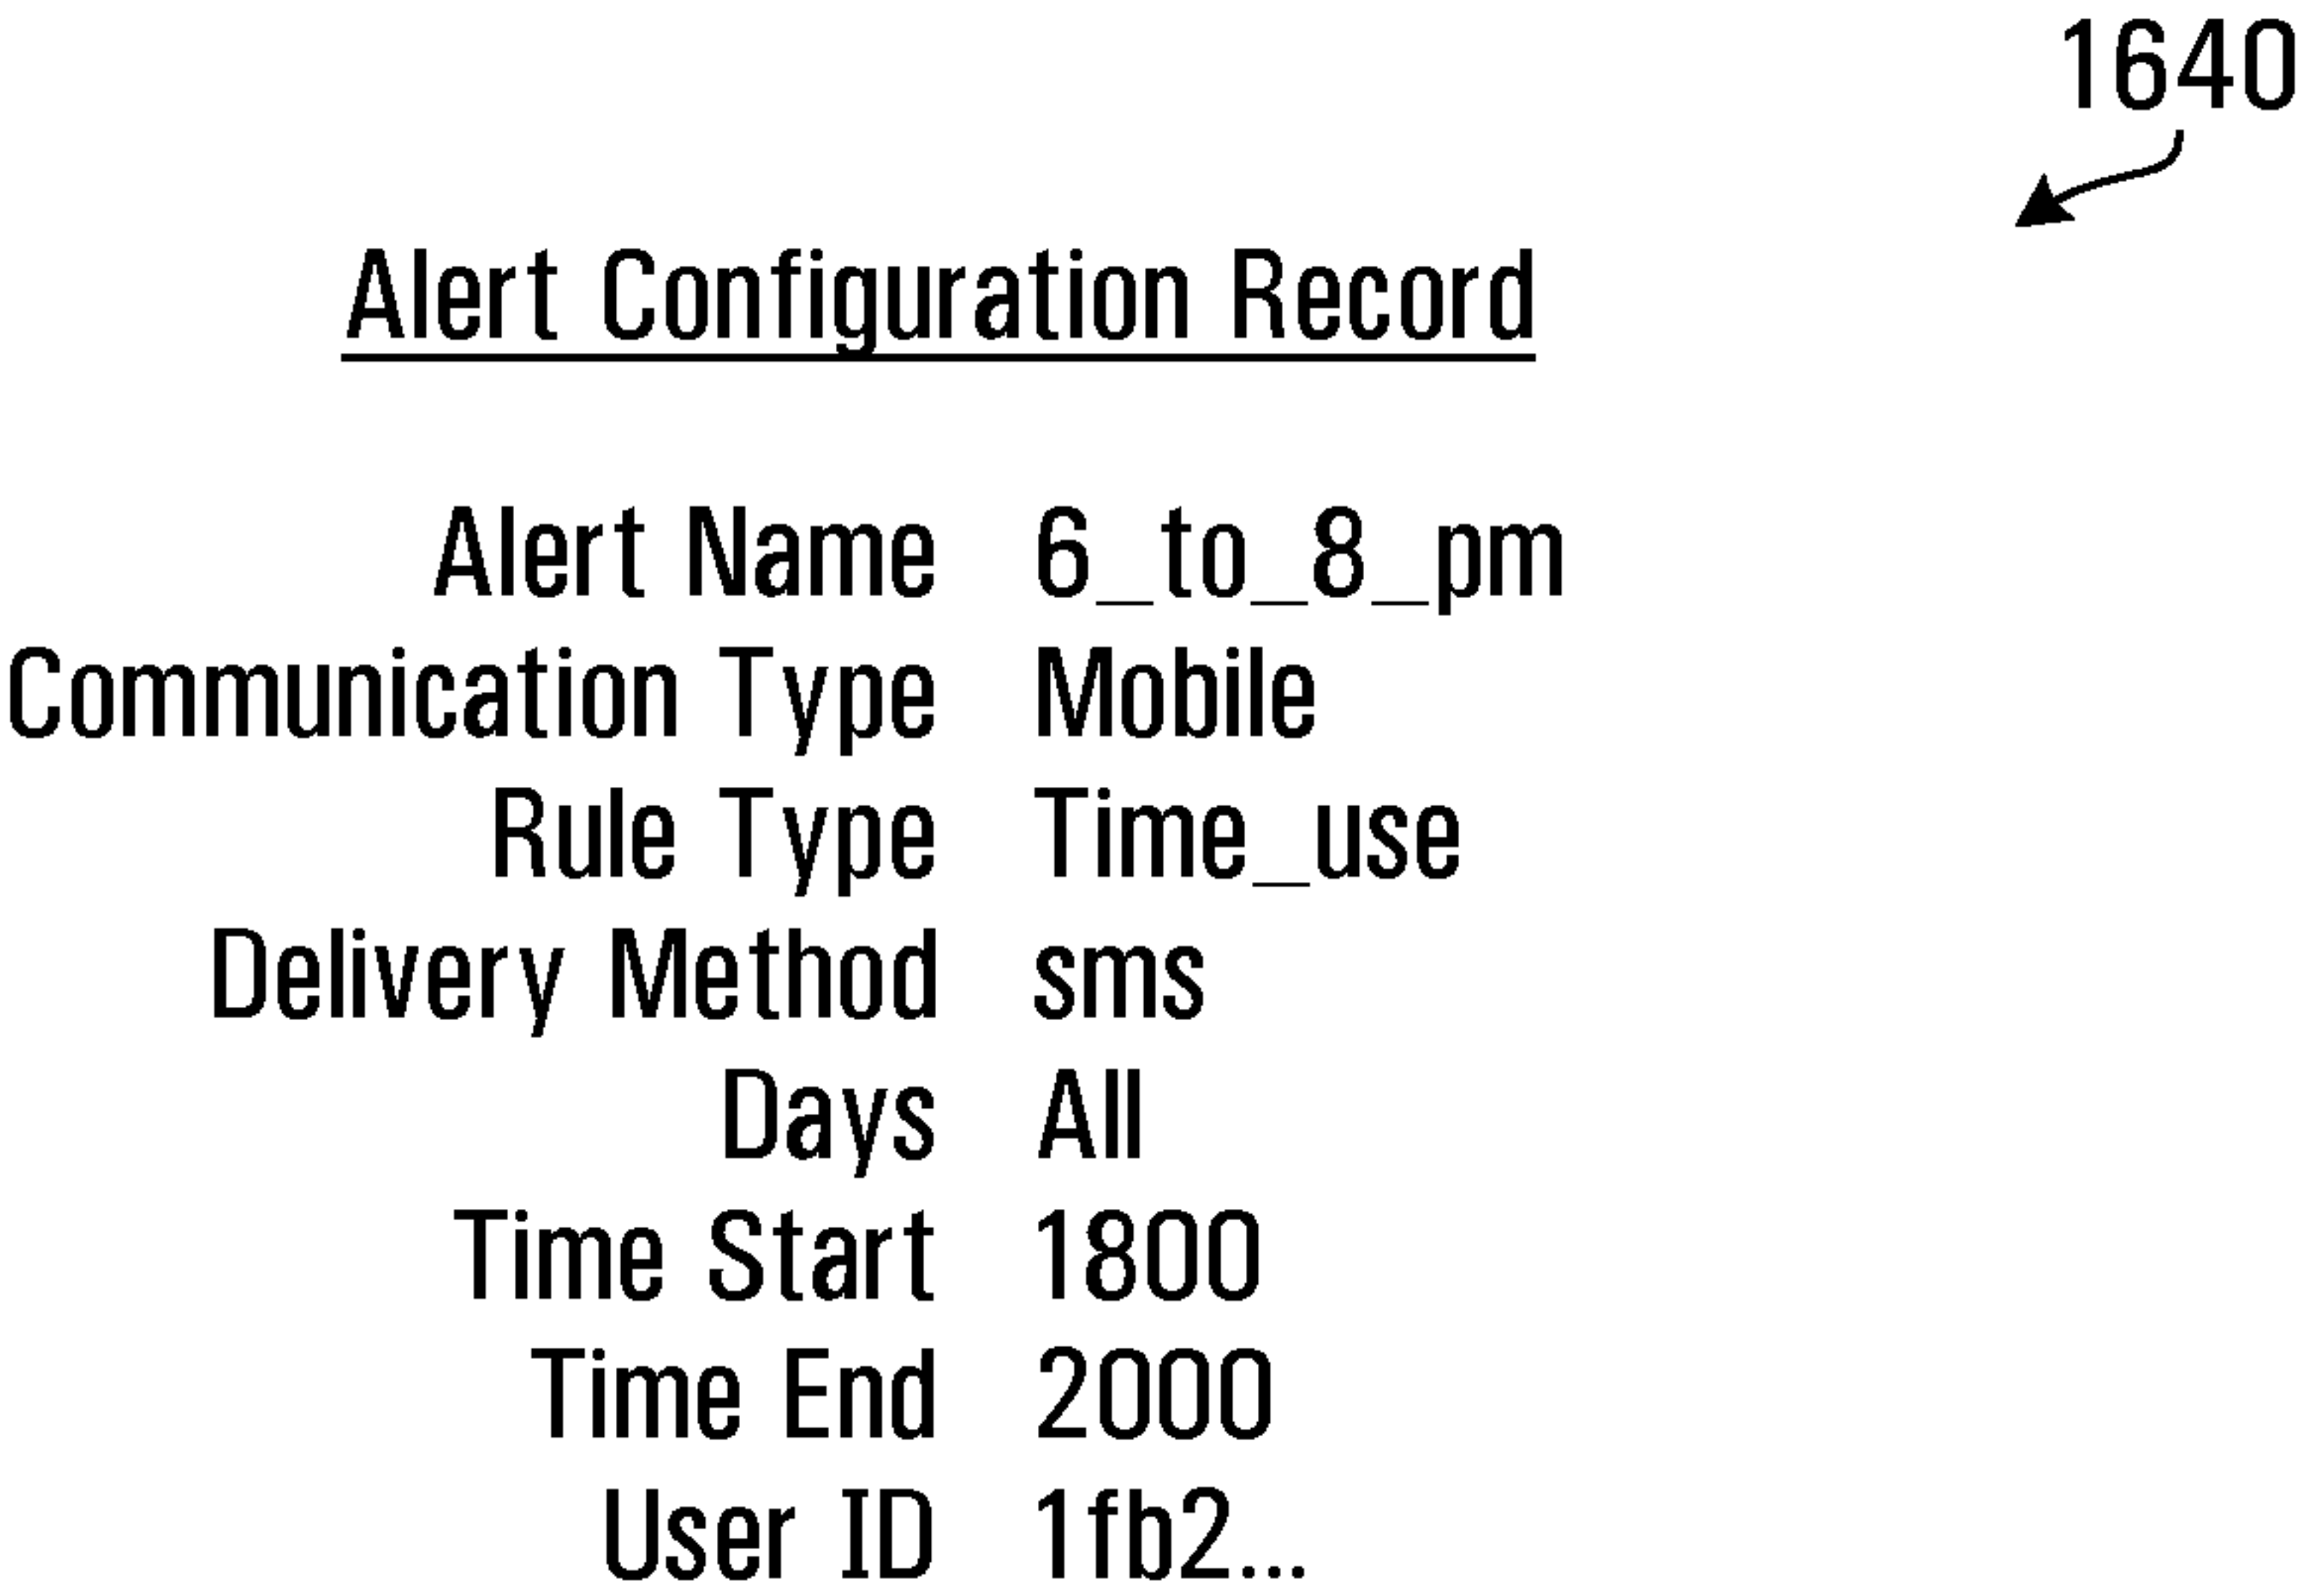 1640
Alert Configuration Record
Alert Name 6_to_8_pm
Communication Type Mobile
Rule Type Time_use
Delivery Method sms
Days All
Time Start 1800
Time End 2000
User ID 1fb2...